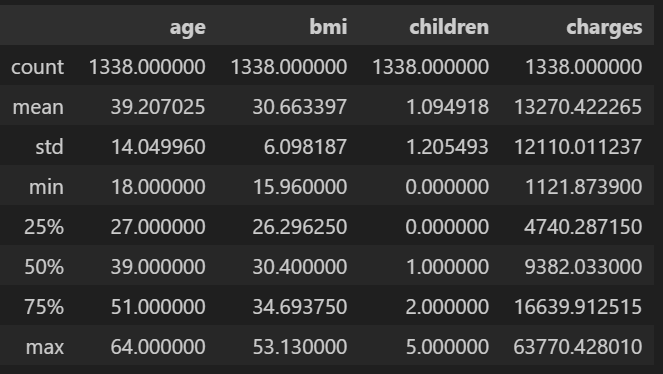 age bmi children charges
count 1338.000000 1338.000000 1338.000000 1338.000000
mean 39.207025 30.663397 1.094918 13270.422265
std 14.049960 6.098187 1.205493 12110.011237
min 18.000000 15.960000 0.000000 1121.873900
25% 27.000000 26.296250 0.000000 4740.287150
50% 39.000000 30.400000 1.000000 9382.033000
75% 51.000000 34.693750 2.000000 16639.912515
max 64.000000 53.130000 5.000000 63770.428010